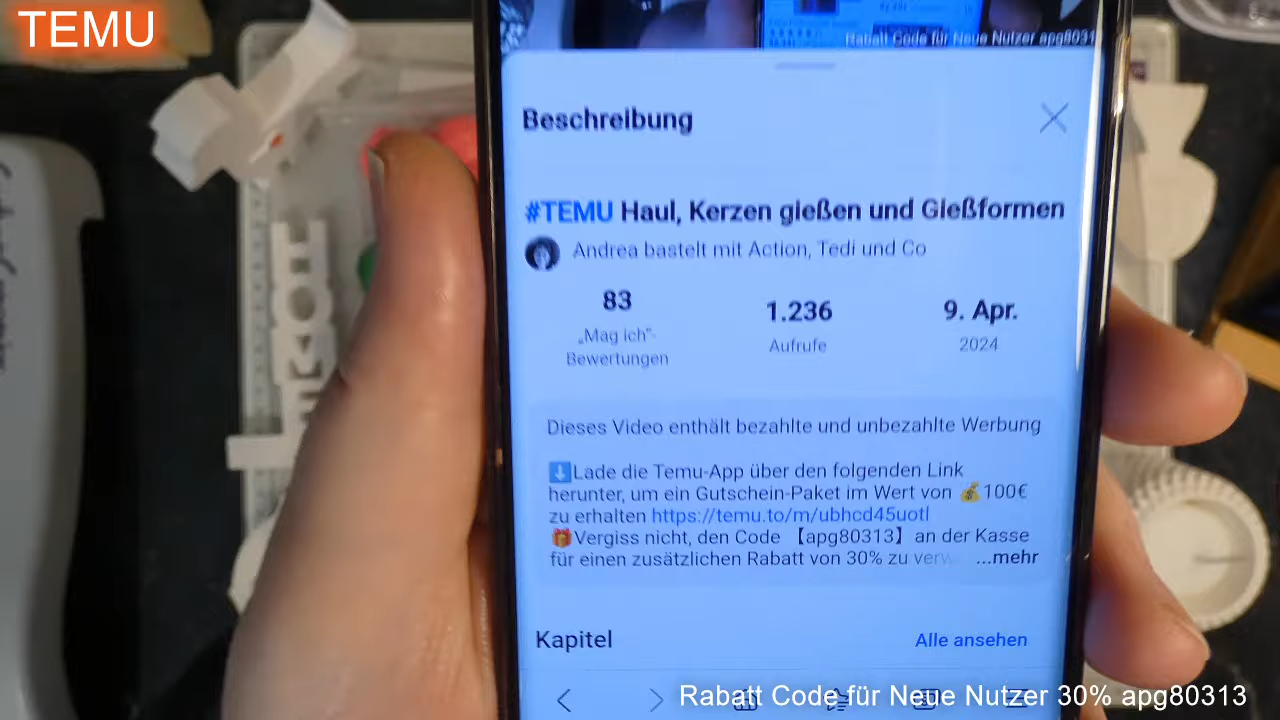 TEMU
Rabatt Code für Neue Nutzer apg8031
Beschreibung
#TEMU Haul, Kerzen gießen und Gießformen
Andrea bastelt mit Action, Tedi und Co
83
„Mag ich“-
Bewertungen
1.236
Aufrufe
9. Apr.
2024
Dieses Video enthält bezahlte und unbezahlte Werbung
⬇️Lade die Temu-App über den folgenden Link
herunter, um ein Gutschein-Paket im Wert von 💰100€
zu erhalten https://temu.to/m/ubhcd45uotl
🎁Vergiss nicht, den Code 【apg80313】 an der Kasse
für einen zusätzlichen Rabatt von 30% zu verw ...mehr
Kapitel
Alle ansehen
Rabatt Code für Neue Nutzer 30% apg80313